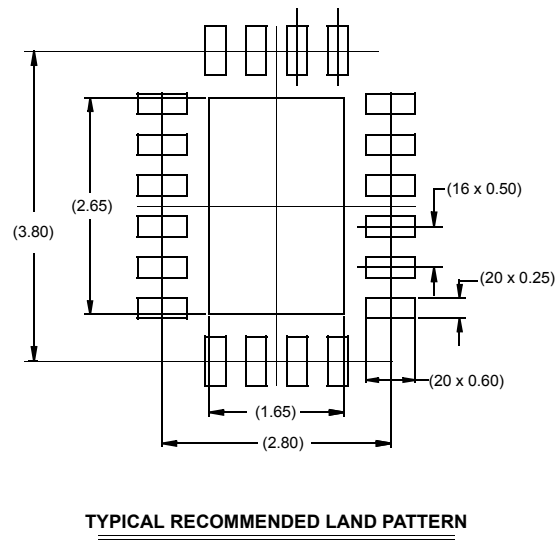 (16 x 0.50)
(2.65)
(3.80)
(20 x 0.25)
(20 x 0.60)
(1.65)
(2.80)
TYPICAL RECOMMENDED LAND PATTERN